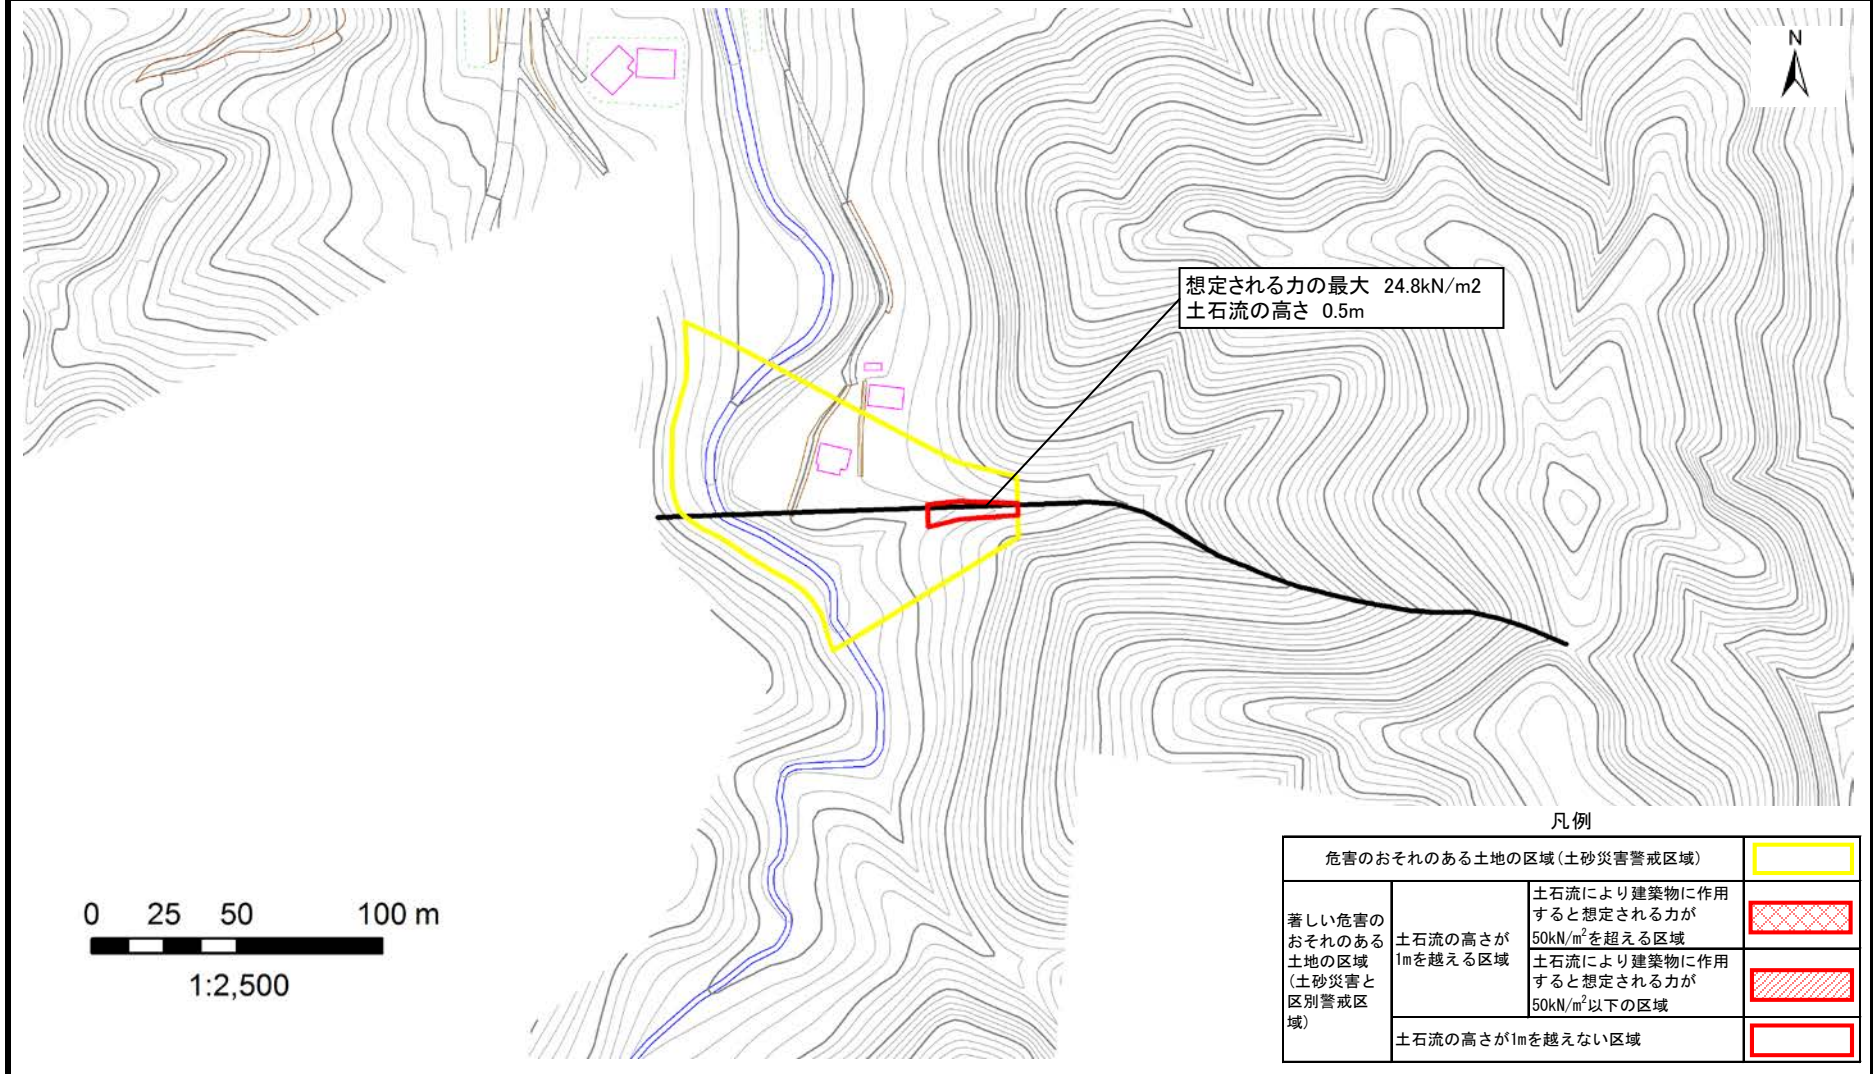 N
想定される力の最大 24.8kN/m2
土石流の高さ 0.5m
0 25 50 100 m
1:2,500
凡例
危害のおそれのある土地の区域(土砂災害警戒区域)
著しい危害の
おそれのある
土地の区域
(土砂災害と
区別警戒区
域)
土石流の高さが
1mを越える区域
土石流により建築物に作用
すると想定される力が
50kN/m²を超える区域
土石流により建築物に作用
すると想定される力が
50kN/m²以下の区域
土石流の高さが1mを越えない区域